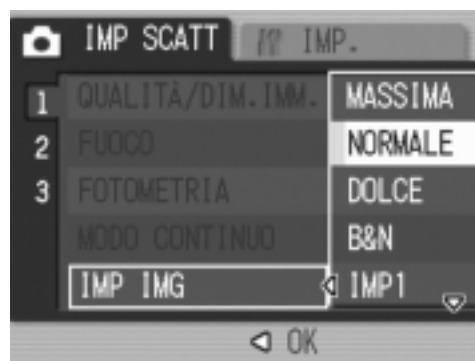 IMP SCATT IMP.
1 QUALITÀ/DIM.IMM. MASSIMA
2 FUOCO NORMALE
3 FOTOMETRIA DOLCE
MODO CONTINUO B&N
IMP IMG IMP1
OK